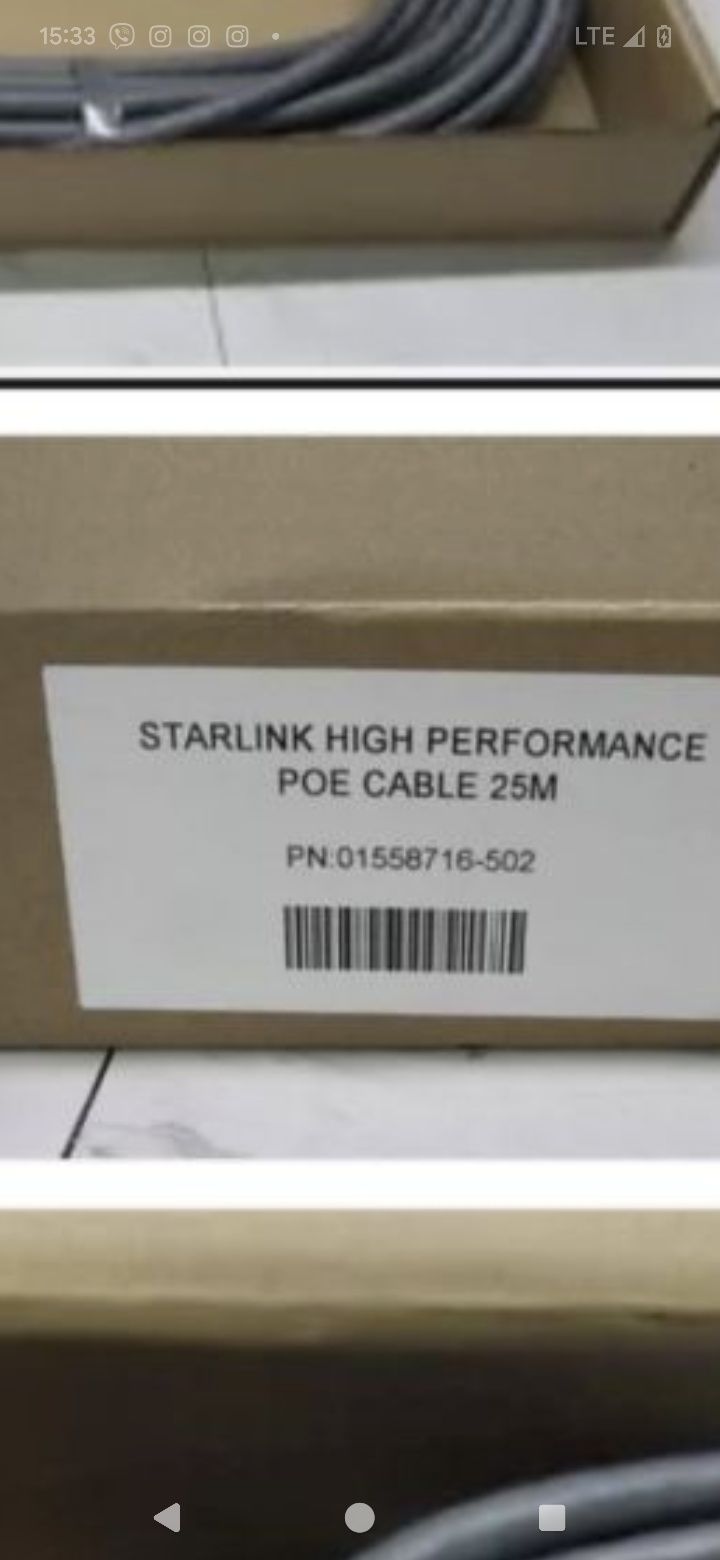 15:33
LTE
STARLINK HIGH PERFORMANCE
POE CABLE 25M
PN:01558716-502